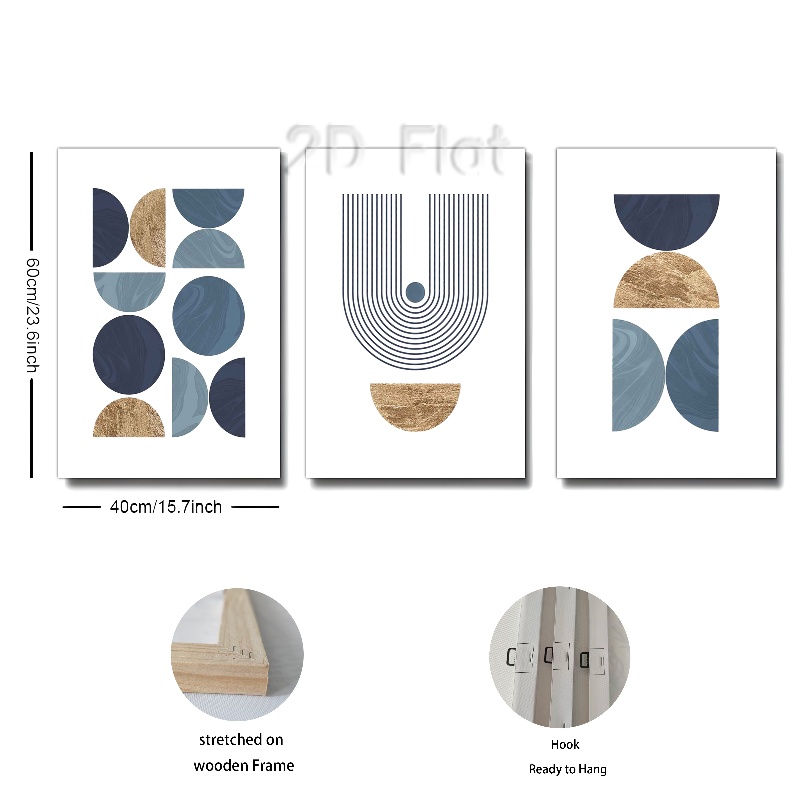 2D Flat
60cm/23.6inch
40cm/15.7inch
stretched on
wooden Frame
Hook
Ready to Hang